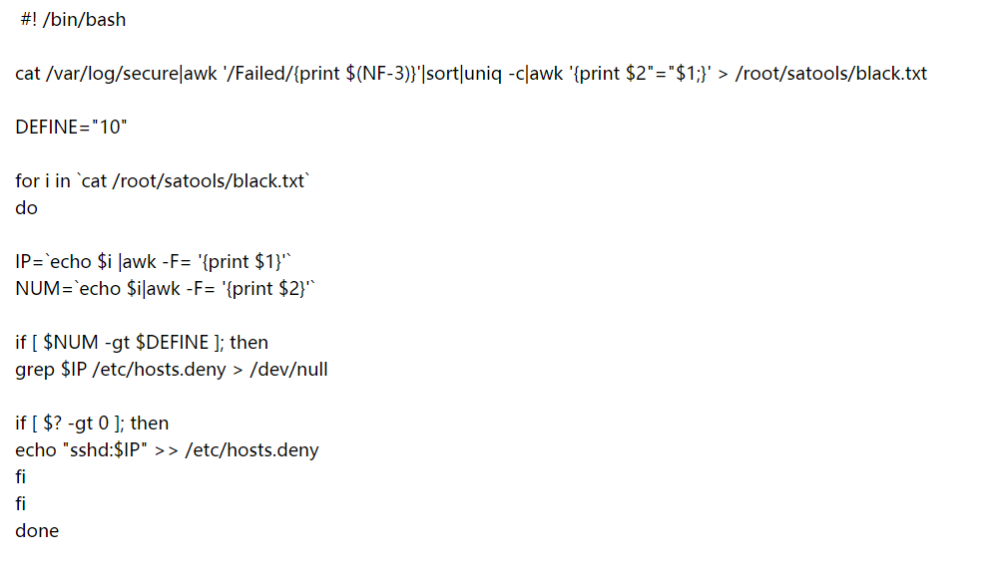 #! /bin/bash
cat /var/log/secure|awk '/Failed/{print $(NF-3)}'|sort|uniq -c|awk '{print $2"="$1;}' > /root/satools/black.txt
DEFINE="10"
for i in `cat /root/satools/black.txt`
do
IP=`echo $i |awk -F= '{print $1}'`
NUM=`echo $i|awk -F= '{print $2}'`
if [ $NUM -gt $DEFINE ]; then
grep $IP /etc/hosts.deny > /dev/null
if [ $? -gt 0 ]; then
echo "sshd:$IP" >> /etc/hosts.deny
fi
fi
done